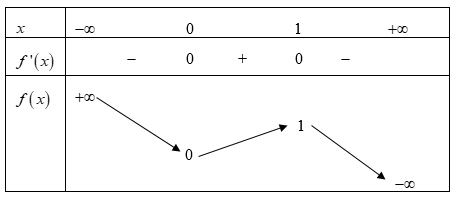 x −∞ 0 1 +∞
f'(x) − 0 + 0 −
f(x) +∞ 0 1 −∞